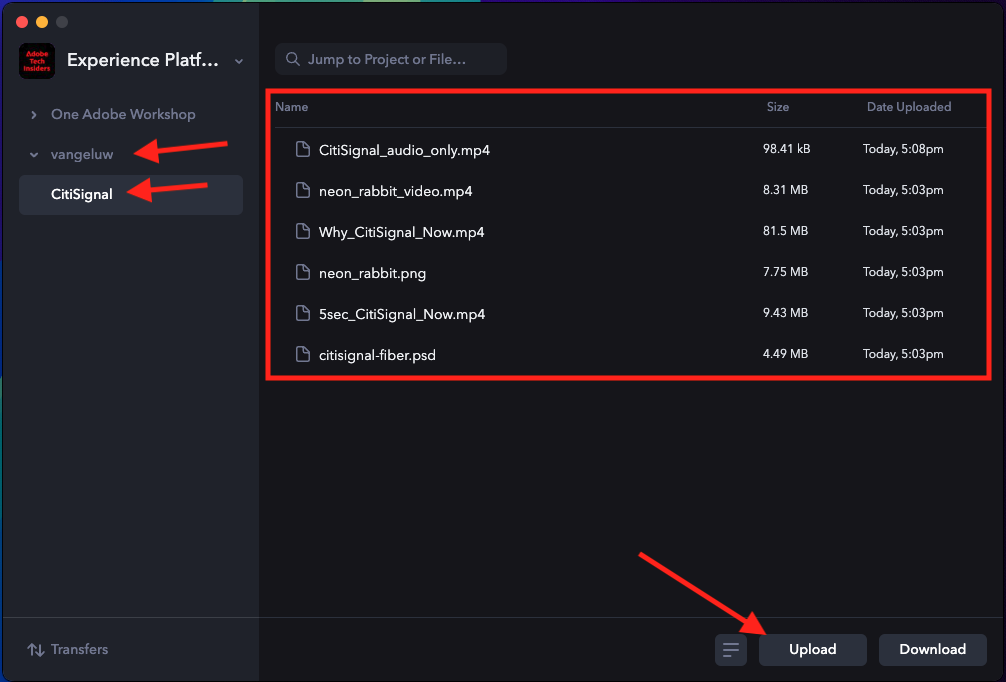 Adobe
Tech
Insiders
Experience Platf...
One Adobe Workshop
vangeluw
CitiSignal
Transfers
Jump to Project or File...
Name Size Date Uploaded
CitiSignal_audio_only.mp4 98.41 kB Today, 5:08pm
neon_rabbit_video.mp4 8.31 MB Today, 5:03pm
Why_CitiSignal_Now.mp4 81.5 MB Today, 5:03pm
neon_rabbit.png 7.75 MB Today, 5:03pm
5sec_CitiSignal_Now.mp4 9.43 MB Today, 5:03pm
citisignal-fiber.psd 4.49 MB Today, 5:03pm
Upload Download